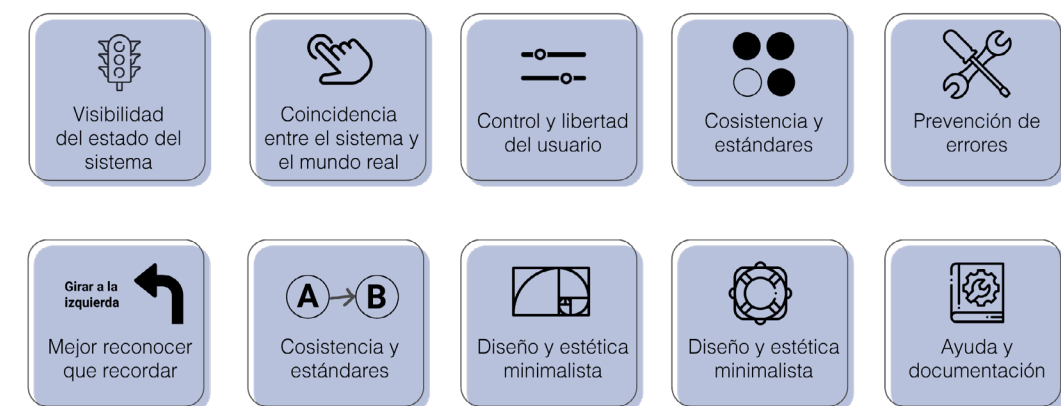 Visibilidad
del estado del
sistema
Coincidencia
entre el sistema y
el mundo real
Control y libertad
del usuario
Cosistencia y
estándares
Prevención de
errores
Girar a la
izquierda
Mejor reconocer
que recordar
A
B
Cosistencia y
estándares
Diseño y estética
minimalista
Diseño y estética
minimalista
Ayuda y
documentación